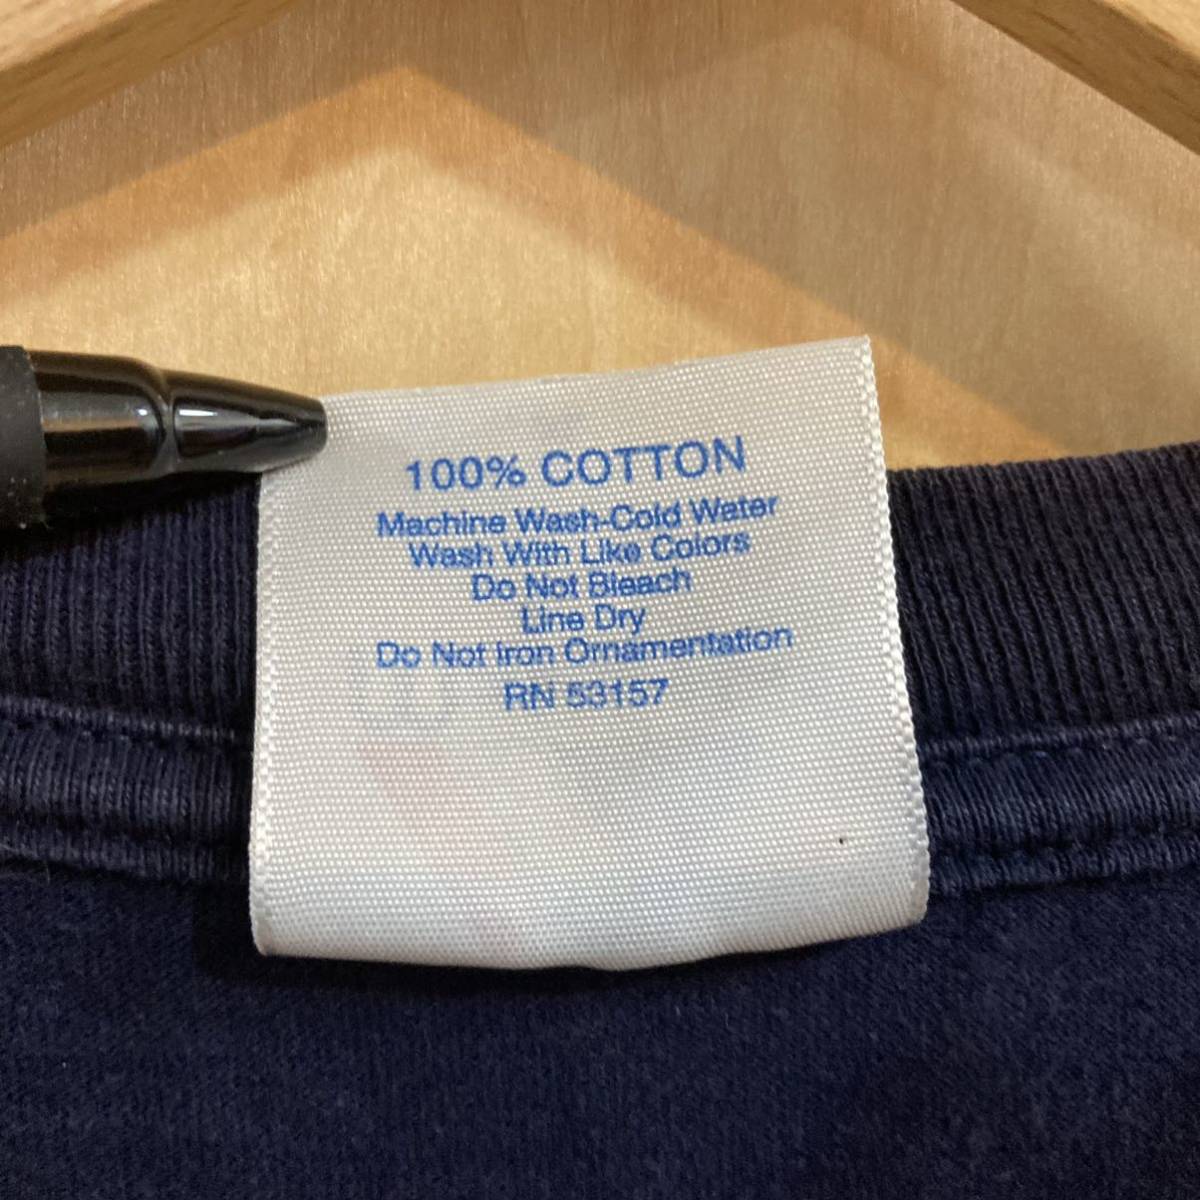 100% COTTON
Machine Wash-Cold Water
Wash With Like Colors
Do Not Bleach
Line Dry
Do Not Iron Ornamentation
RN 53157